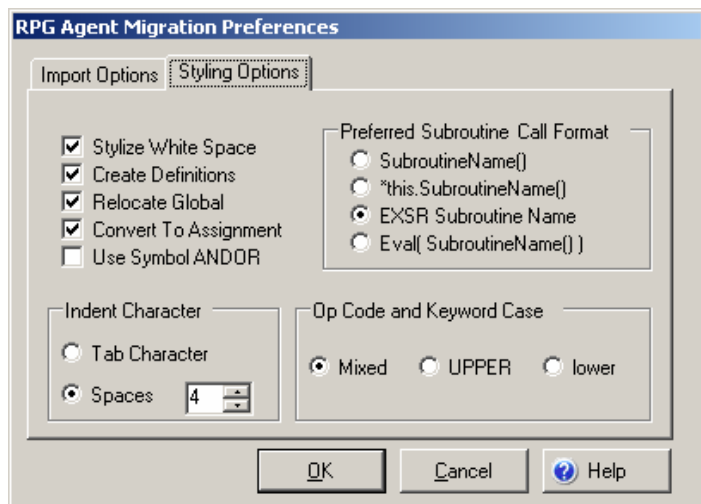 RPG Agent Migration Preferences
Import Options
Styling Options
Stylize White Space
Create Definitions
Relocate Global
Convert To Assignment
Use Symbol ANDOR
Preferred Subroutine Call Format
SubroutineName()
*this.SubroutineName()
EXSR Subroutine Name
Eval( SubroutineName() )
Indent Character
Tab Character
Spaces 4
Op Code and Keyword Case
Mixed UPPER lower
OK Cancel Help